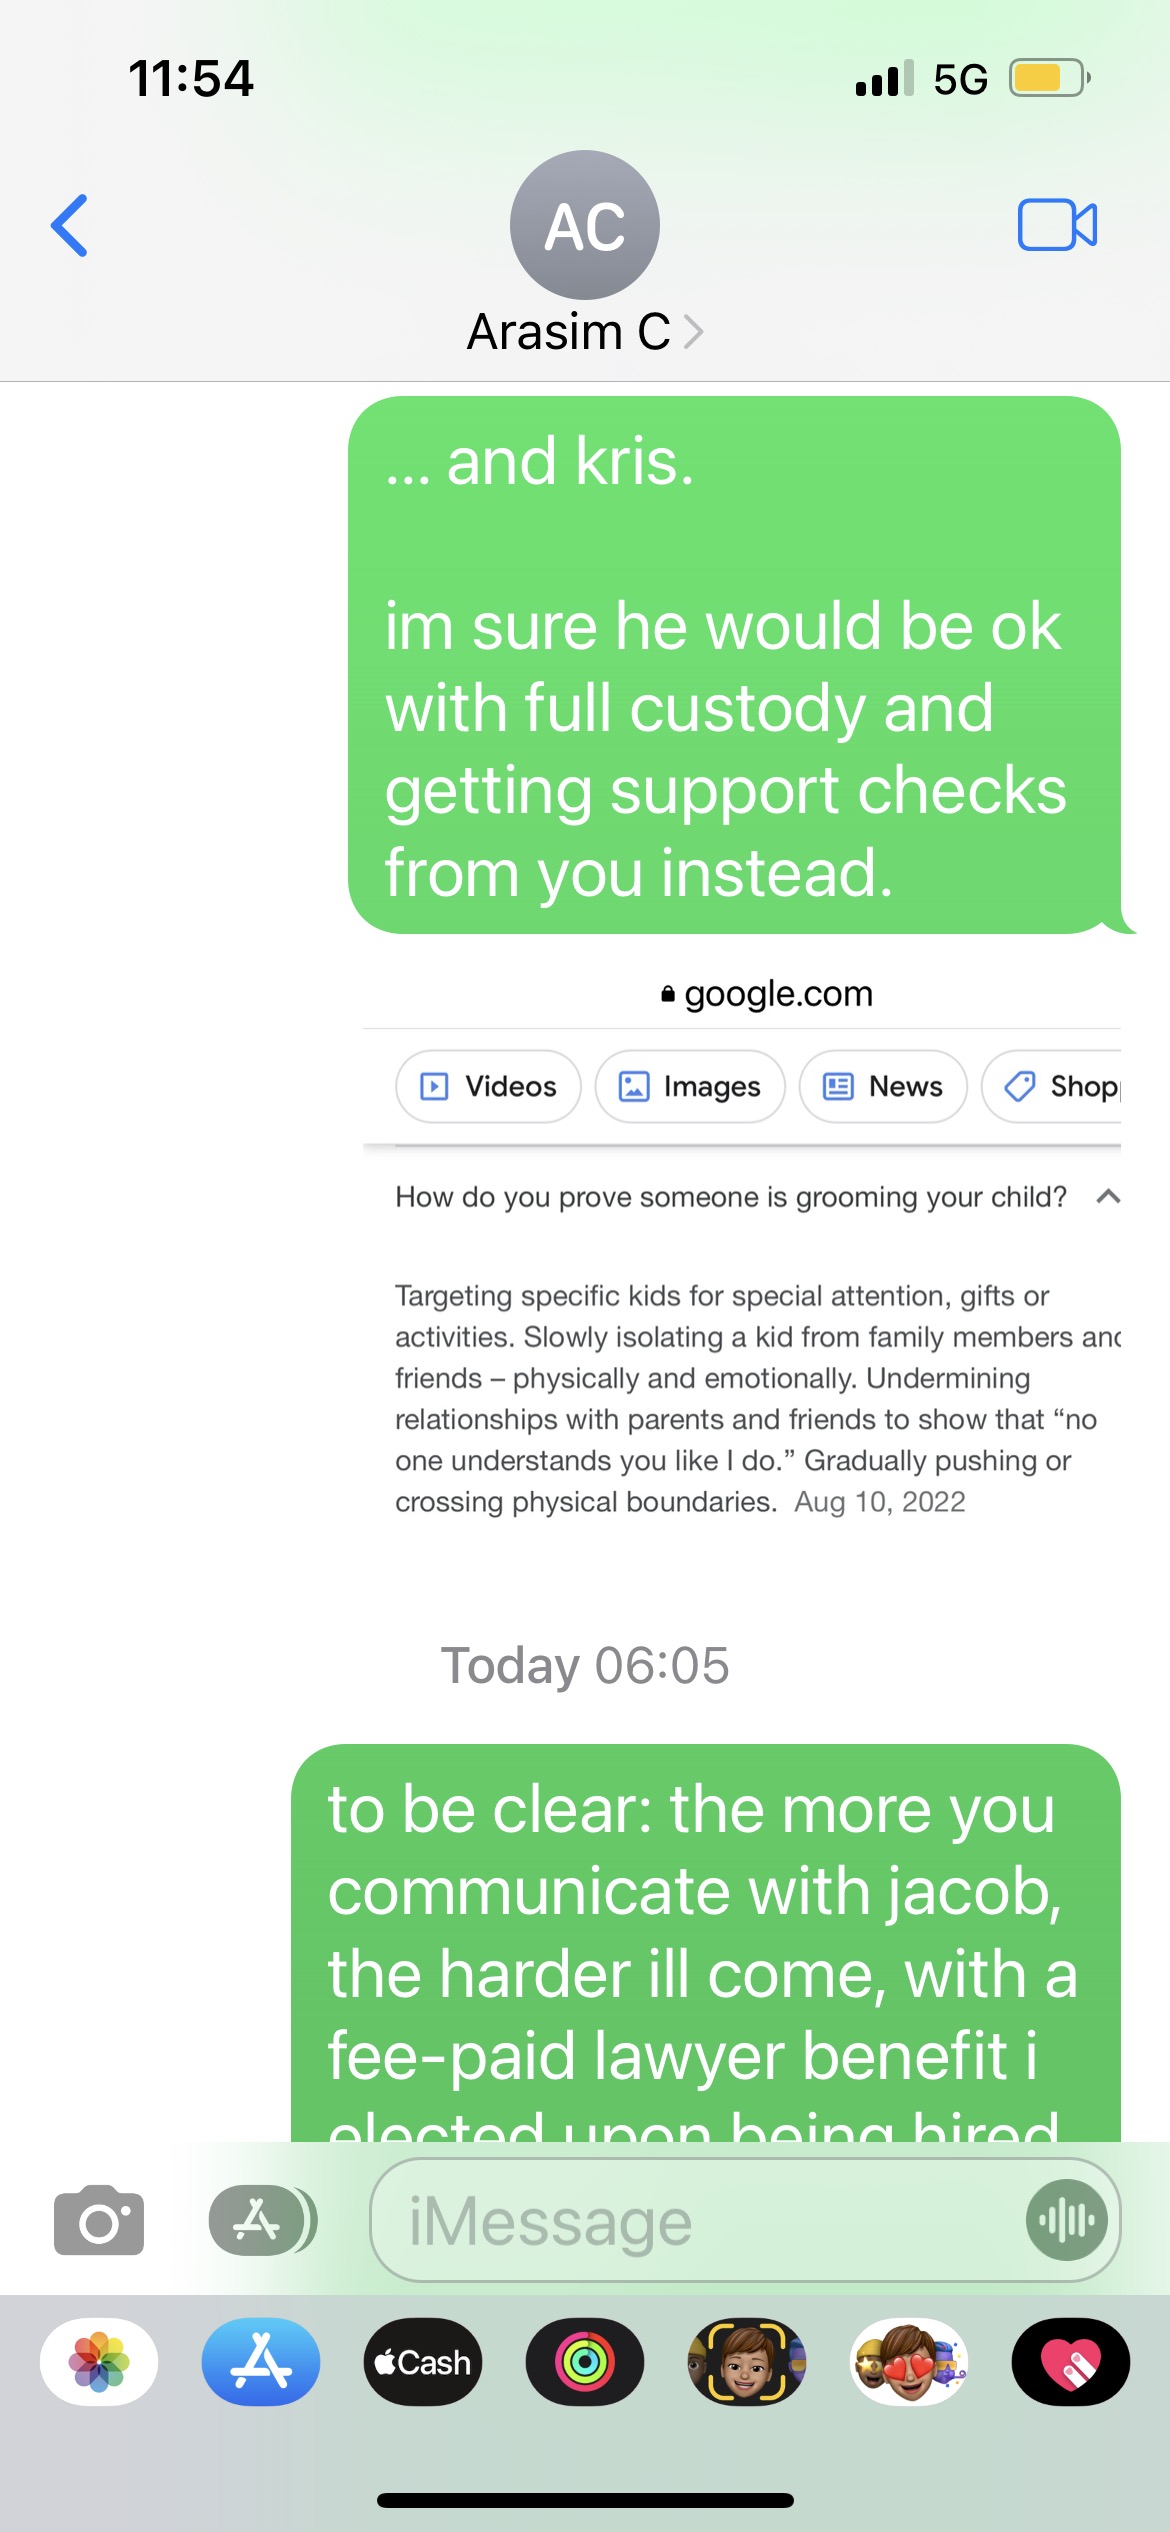 11:54
5G
AC
Arasim C
... and kris.
im sure he would be ok
with full custody and
getting support checks
from you instead.
google.com
Videos
Images
News
Shop
How do you prove someone is grooming your child?
Targeting specific kids for special attention, gifts or
activities. Slowly isolating a kid from family members and
friends – physically and emotionally. Undermining
relationships with parents and friends to show that “no
one understands you like I do.” Gradually pushing or
crossing physical boundaries. Aug 10, 2022
Today 06:05
to be clear: the more you
communicate with jacob,
the harder ill come, with a
fee-paid lawyer benefit i
elected upon being hired
iMessage
Cash